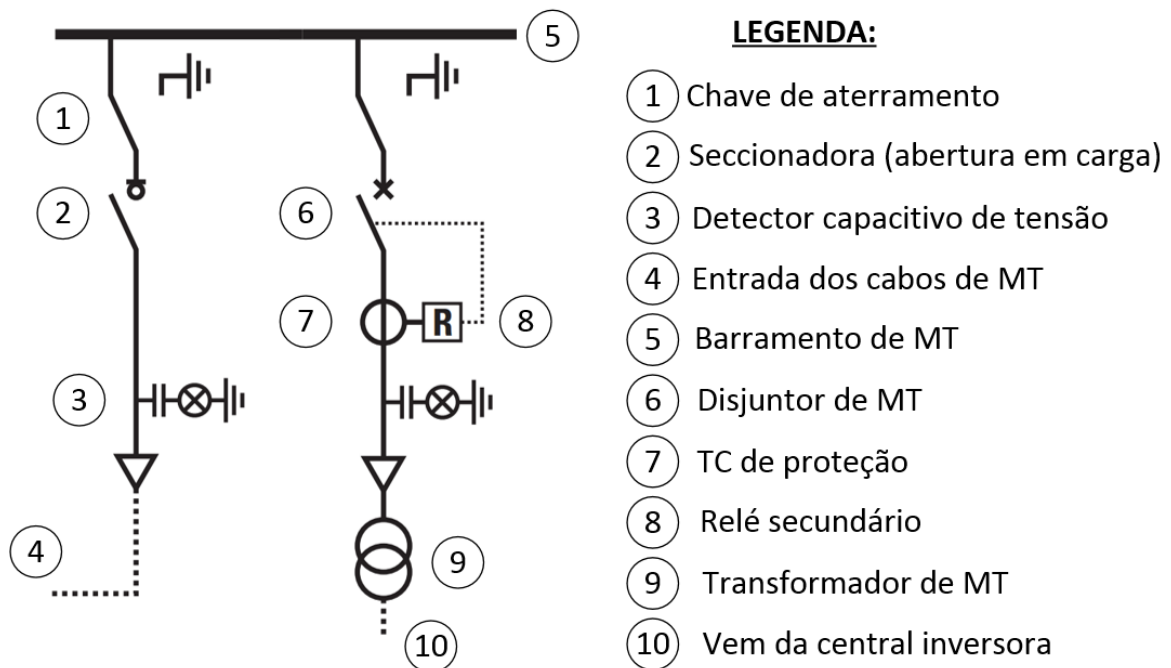 5
1
2
6
7
R
8
3
4
9
10
LEGENDA:
1 Chave de aterramento
2 Seccionadora (abertura em carga)
3 Detector capacitivo de tensão
4 Entrada dos cabos de MT
5 Barramento de MT
6 Disjuntor de MT
7 TC de proteção
8 Relé secundário
9 Transformador de MT
10 Vem da central inversora